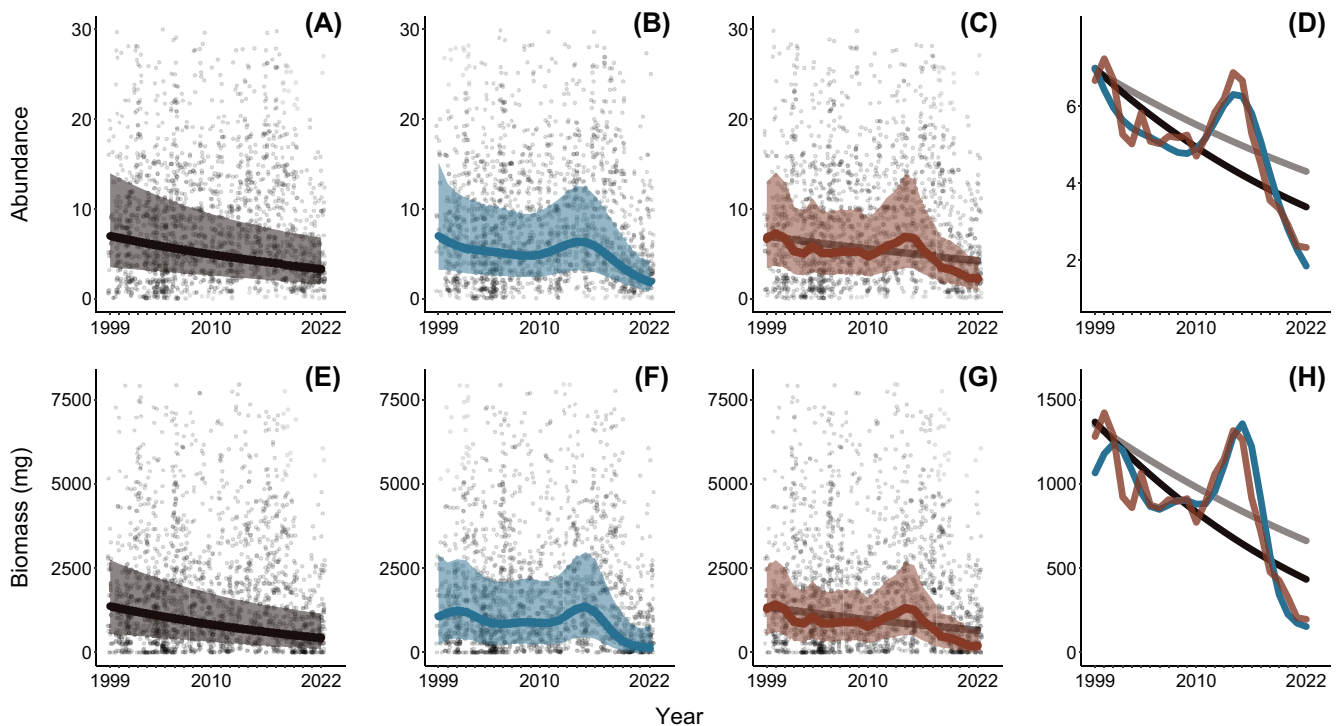 (A) (B) (C) (D)
Abundance
30 30 30
20 20 20 6
10 10 10 4
0 0 0 2
1999 2010 2022 1999 2010 2022 1999 2010 2022 1999 2010 2022
(E) (F) (G) (H)
Biomass (mg)
7500 7500 7500 1500
5000 5000 5000 1000
2500 2500 2500 500
0 0 0 0
1999 2010 2022 1999 2010 2022 1999 2010 2022 1999 2010 2022
Year